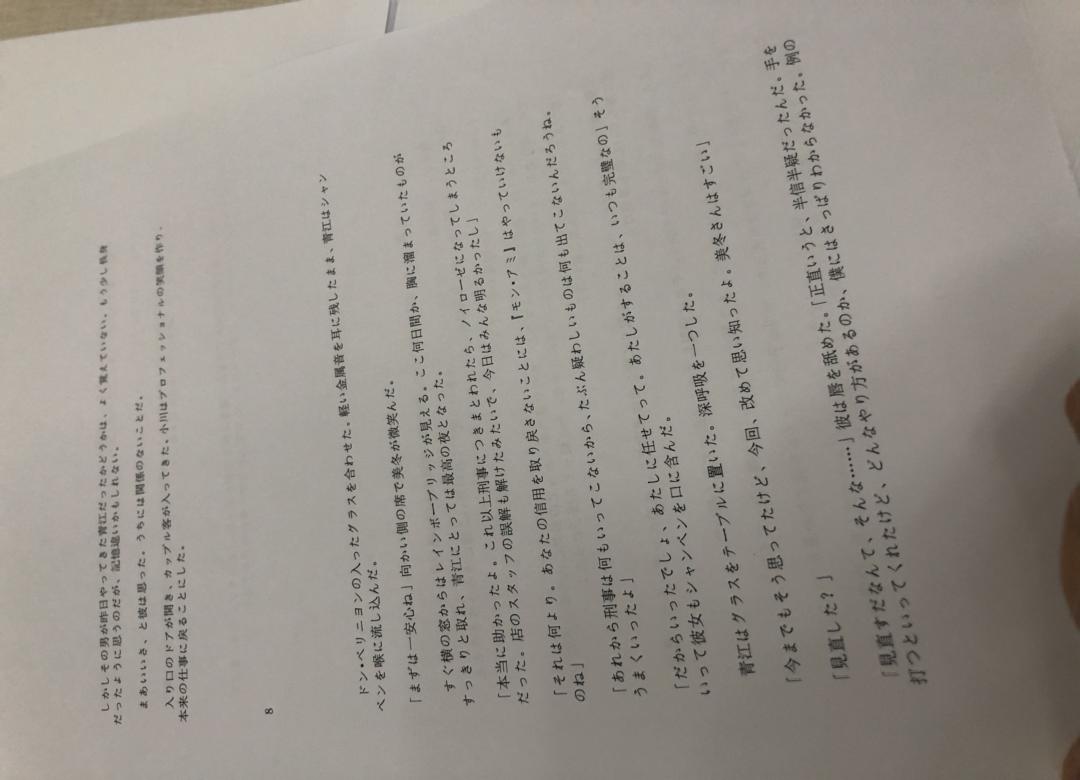 しかしその男が昨日やってきた青江だったかどうかは、よく覚えていない。もう少し長身
だったように思うのだが、記憶違いかもしれない。
まあいいさ、と彼は思った。うちには関係のないことだ。
入り口のドアが開き、カップル客が入ってきた。小川はプロフェッショナルの笑顔を作り、
本来の仕事に戻ることにした。
8
ドン・ペリニヨンの入ったグラスを合わせた。軽い金属音を耳に残したまま、青江はシャン
ペンを喉に流し込んだ。
「まずは一安心ね」向かい側の席で美冬が微笑んだ。
すぐ横の窓からはレインボーブリッジが見える。ここ何日間か、胸に溜まっていたものが
すっきりと取れ、青江にとっては最高の夜となった。
「本当に助かったよ。これ以上刑事につきまとわれたら、ノイローゼになってしまうところ
だった。店のスタッフの誤解も解けたみたいで、今日はみんな明るかったし」
「それは何より。あなたの信用を取り戻さないことには、『モン・アミ』はやっていけないも
のね」
「あれから刑事は何もいってこないから、たぶん疑わしいものは何も出てこないんだろうね。
うまくいったよ」
「だからいったでしょ、あたしに任せてって。あたしがすることは、いつも完璧なの」そう
いって彼女もシャンペンを口に含んだ。
青江はグラスをテーブルに置いた。深呼吸を一つした。
「今までもそう思ってたけど、今回、改めて思い知ったよ。美冬さんはすごい」
「見直した？」
「見直すだなんて、そんな……」彼は唇を舐めた。「正直いうと、半信半疑だったんだ。手を
打つといってくれたけど、どんなやり方があるのか、僕にはさっぱりわからなかった。例の